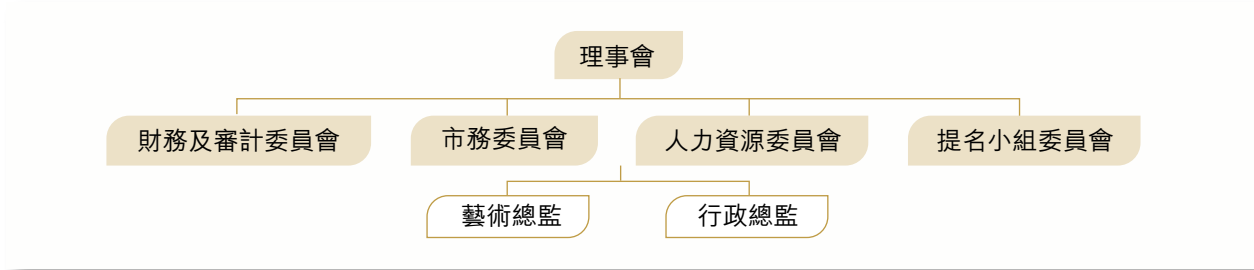 理事會
財務及審計委員會
市務委員會
人力資源委員會
提名小組委員會
藝術總監
行政總監